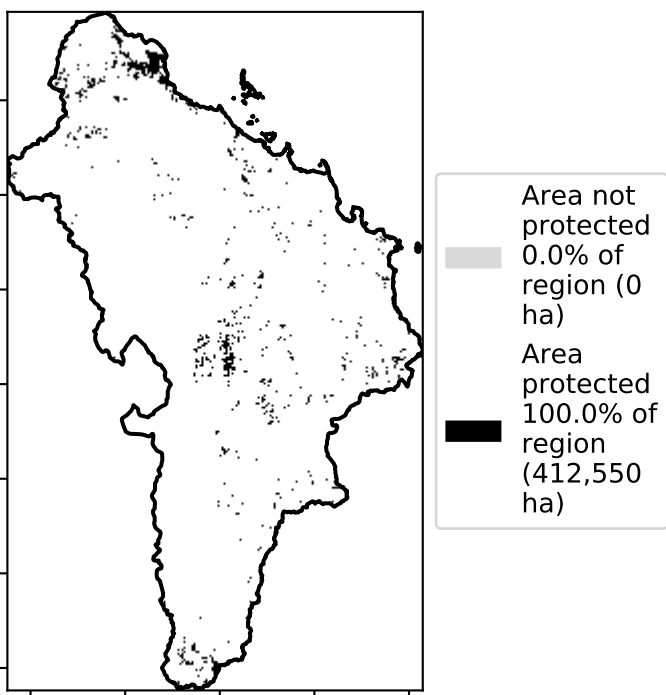 Area not
protected
0.0% of
region (0
ha)
Area
protected
100.0% of
region
(412,550
ha)